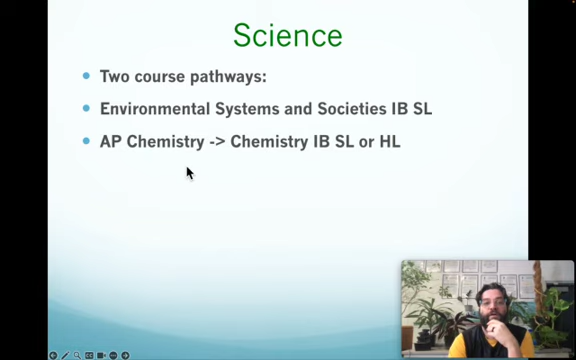 Science
Two course pathways:
Environmental Systems and Societies IB SL
AP Chemistry -> Chemistry IB SL or HL